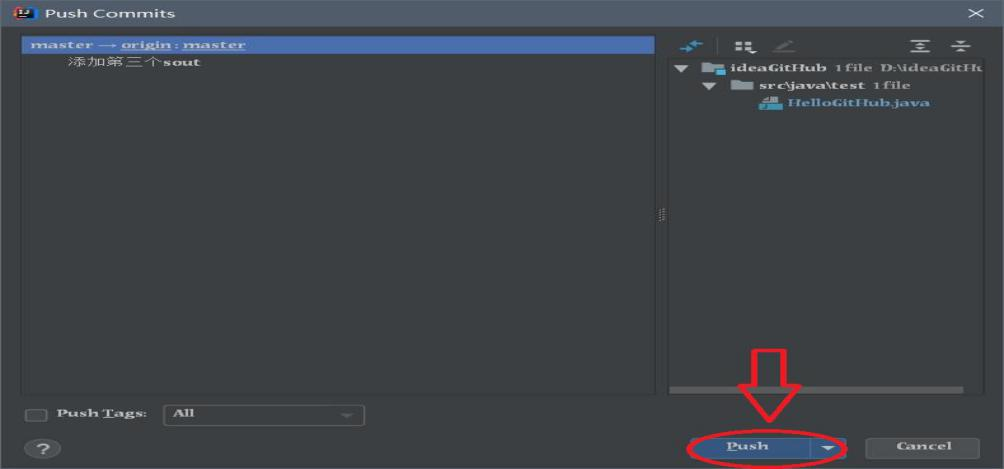 Push Commits
master → origin : master
添加第三个sout
ideaGitHub 1 file D:\ideaGitHu
src\java\test 1 file
HelloGitHub.java
Push Tags: All
?
Push
Cancel